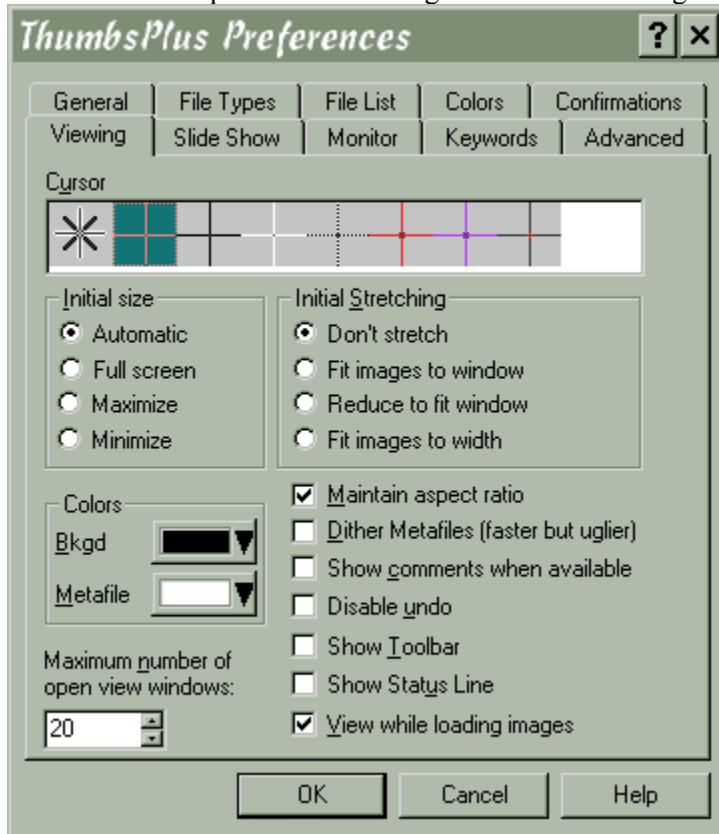 ThumbsPlus Preferences
General File Types File List Colors Confirmations
Viewing Slide Show Monitor Keywords Advanced
Cursor
Initial size
Automatic
Full screen
Maximize
Minimize
Initial Stretching
Don't stretch
Fit images to window
Reduce to fit window
Fit images to width
Colors
Bkgd
Metafile
Maximum number of
open view windows:
20
Maintain aspect ratio
Dither Metafiles (faster but uglier)
Show comments when available
Disable undo
Show Toolbar
Show Status Line
View while loading images
OK Cancel Help